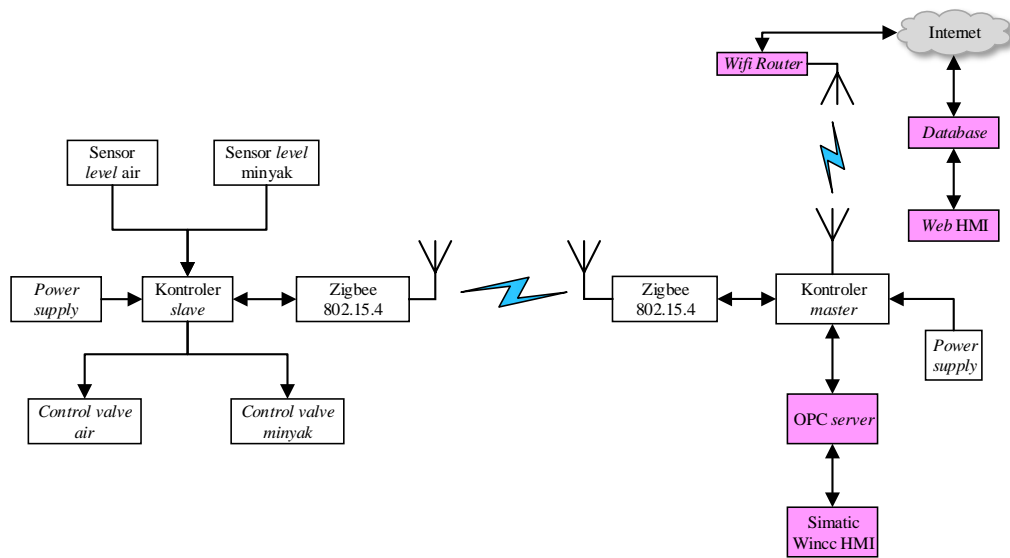 Internet
Wifi Router
Database
Web HMI
Sensor
level air
Sensor level
minyak
Power
supply
Kontroler
slave
Zigbee
802.15.4
Zigbee
802.15.4
Kontroler
master
Power
supply
Control valve
air
Control valve
minyak
OPC server
Simatic
Wincc HMI